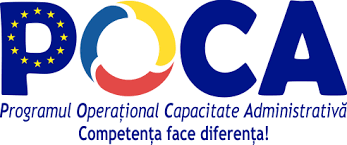 POCA
Programul Operațional Capacitate Administrativă
Competența face diferența!